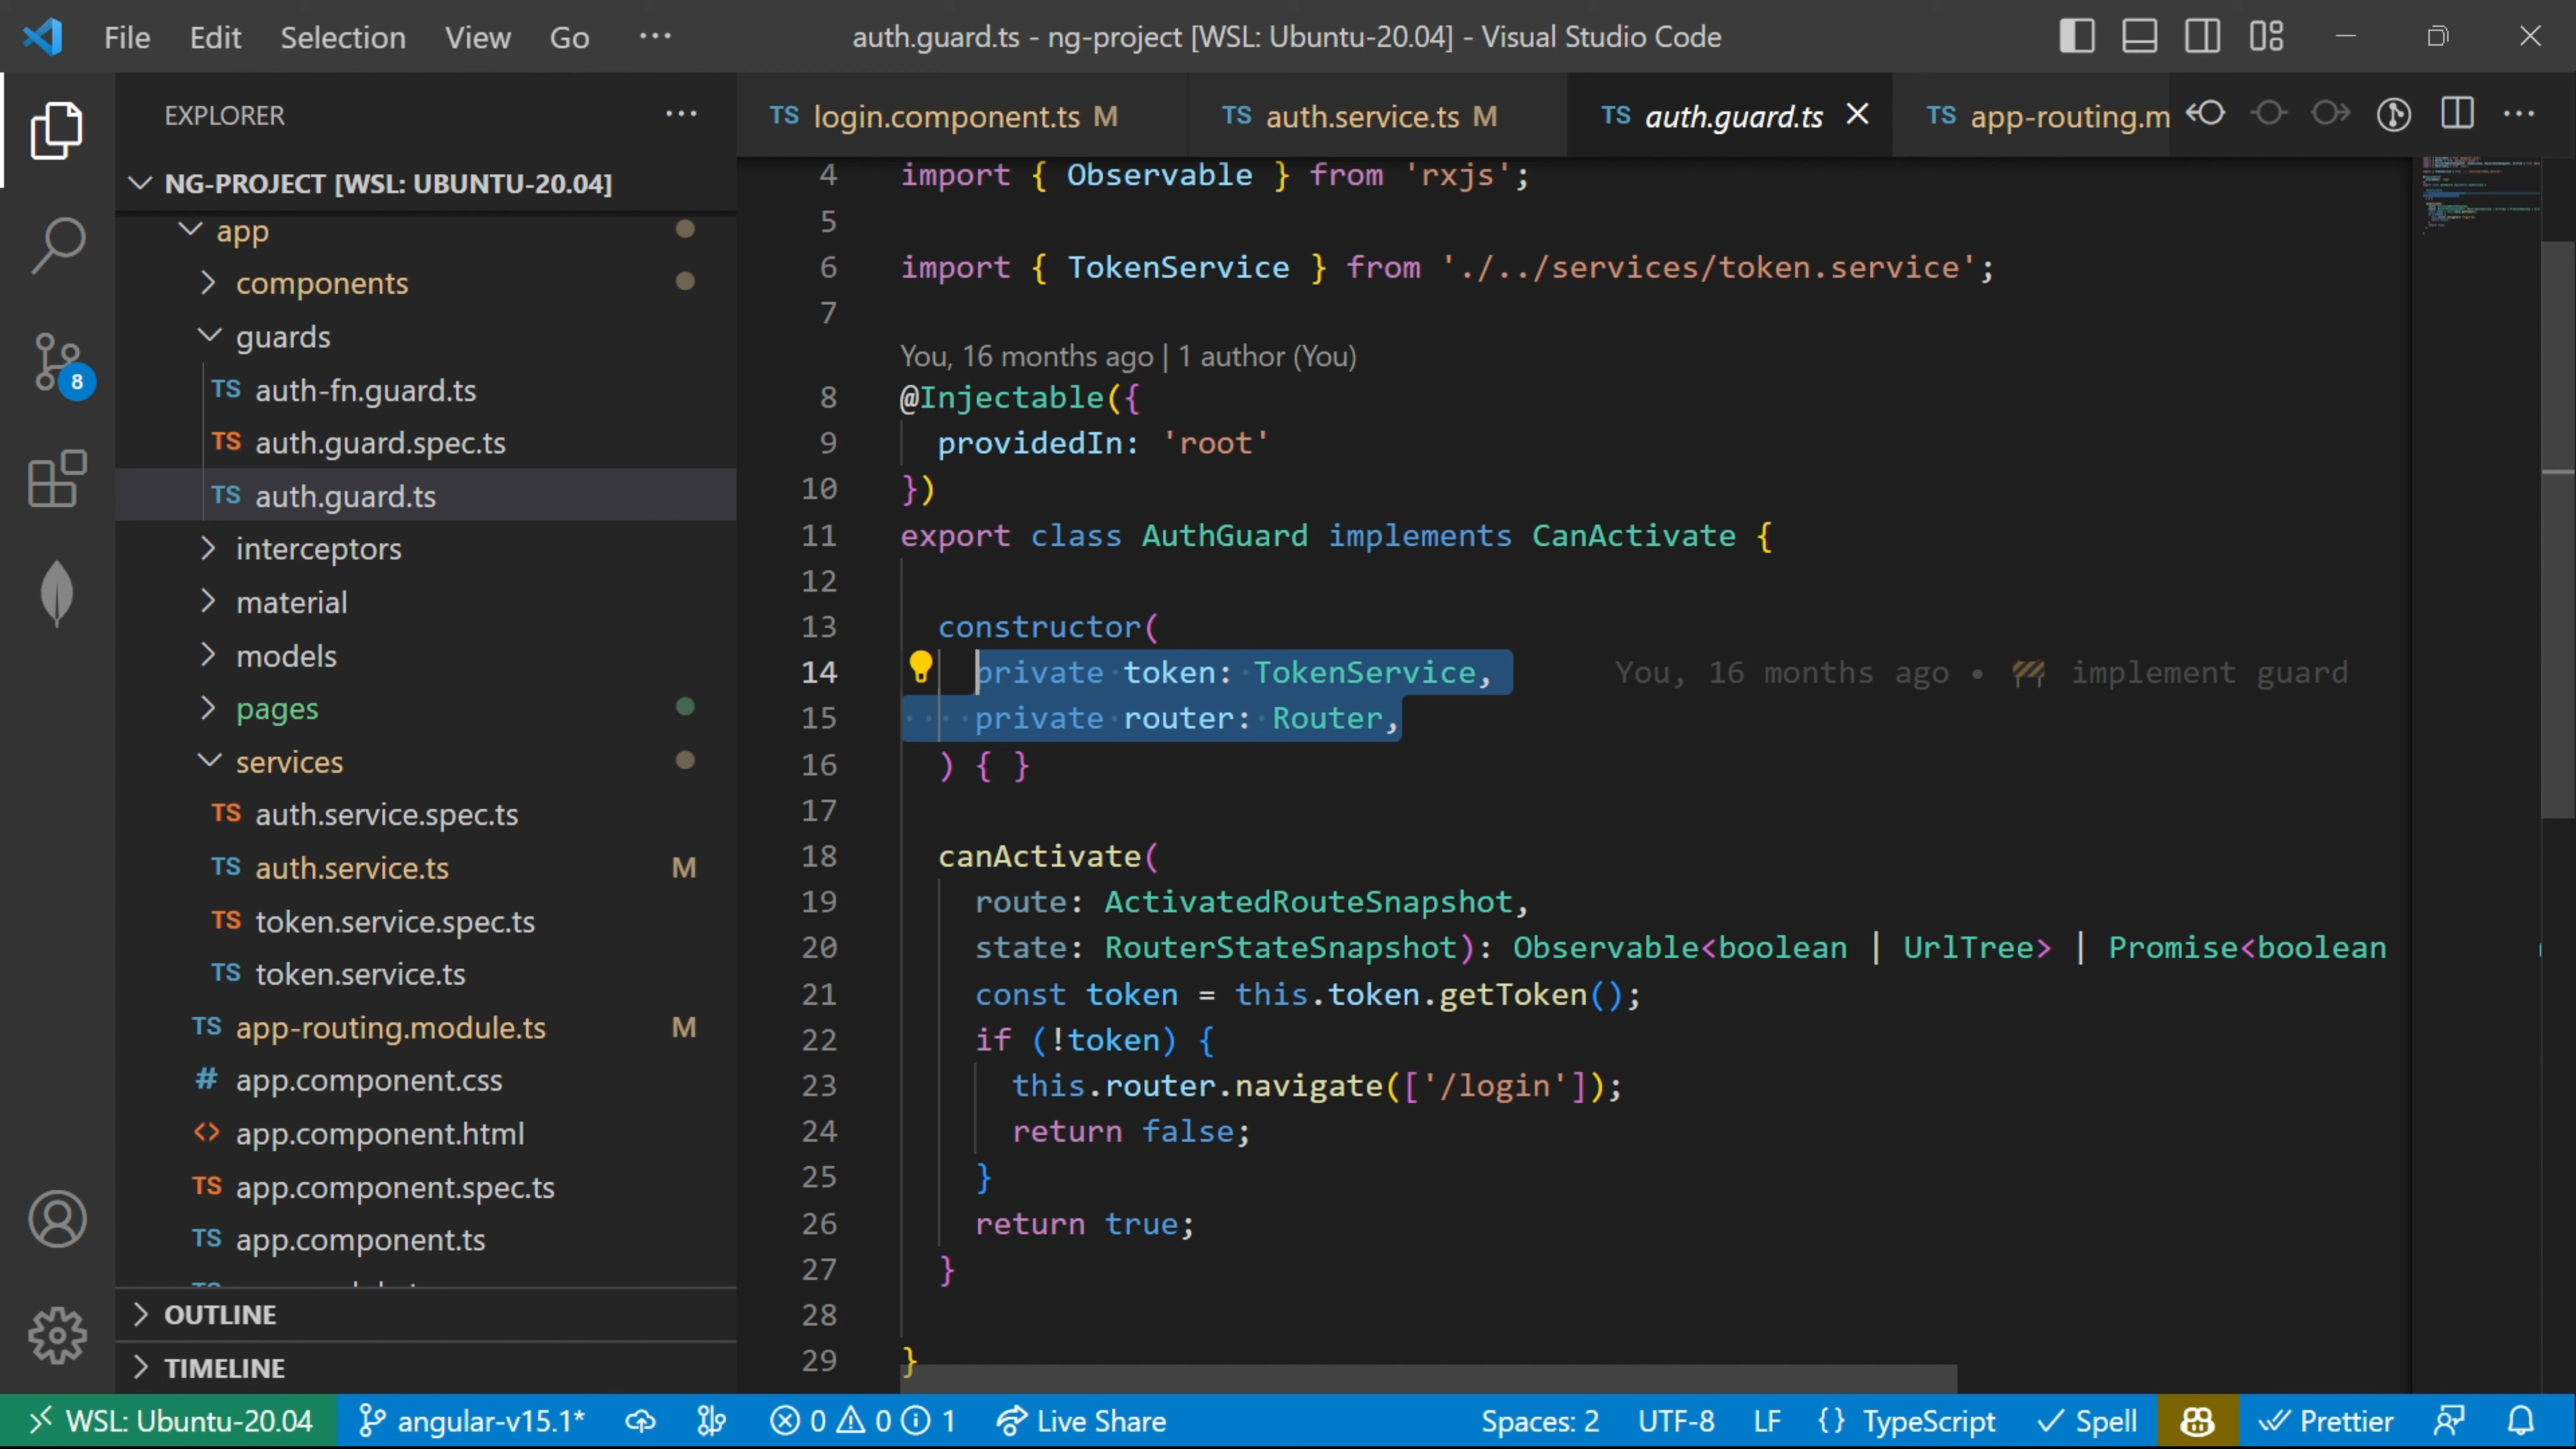 File Edit Selection View Go ···
auth.guard.ts - ng-project [WSL: Ubuntu-20.04] - Visual Studio Code
EXPLORER
NG-PROJECT [WSL: UBUNTU-20.04]
app
components
guards
TS auth-fn.guard.ts
TS auth.guard.spec.ts
TS auth.guard.ts
interceptors
material
models
pages
services
TS auth.service.spec.ts
TS auth.service.ts M
TS token.service.spec.ts
TS token.service.ts
TS app-routing.module.ts M
# app.component.css
<> app.component.html
TS app.component.spec.ts
TS app.component.ts
OUTLINE
TIMELINE
8
TS login.component.ts M
TS auth.service.ts M
TS auth.guard.ts
TS app-routing.m
4 import { Observable } from 'rxjs';
5
6 import { TokenService } from './../services/token.service';
7
You, 16 months ago | 1 author (You)
8 @Injectable({
9 providedIn: 'root'
10 })
11 export class AuthGuard implements CanActivate {
12
13 constructor(
14 private token: TokenService, You, 16 months ago • 🚧 implement guard
15 private router: Router,
16 ) { }
17
18 canActivate(
19 route: ActivatedRouteSnapshot,
20 state: RouterStateSnapshot): Observable<boolean | UrlTree> | Promise<boolean
21 const token = this.token.getToken();
22 if (!token) {
23 this.router.navigate(['/login']);
24 return false;
25 }
26 return true;
27 }
28
29 }
WSL: Ubuntu-20.04 angular-v15.1* 0 0 1 Live Share Spaces: 2 UTF-8 LF {} TypeScript Spell Prettier